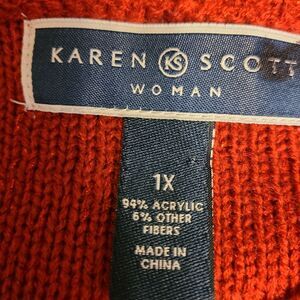 KAREN KS SCOTT
WOMAN
1X
94% ACRYLIC
6% OTHER
FIBERS
MADE IN
CHINA